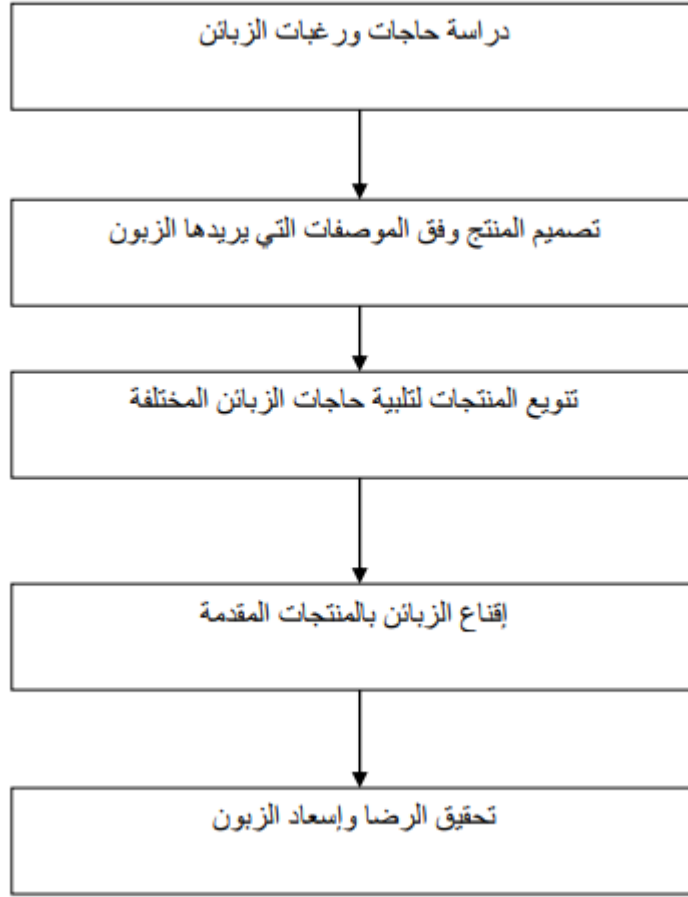 دراسة حاجات ورغبات الزبائن
تصميم المنتج وفق الموصفات التي يريدها الزبون
تنويع المنتجات لتلبية حاجات الزبائن المختلفة
إقناع الزبائن بالمنتجات المقدمة
تحقيق الرضا وإسعاد الزبون